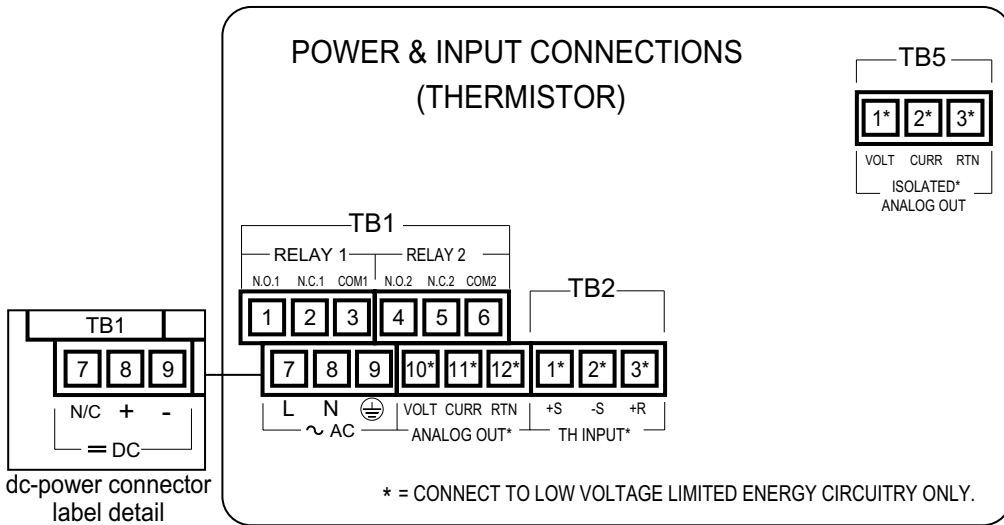 POWER & INPUT CONNECTIONS
(THERMISTOR)
TB5
1* 2* 3*
VOLT CURR RTN
ISOLATED*
ANALOG OUT
TB1
RELAY 1 RELAY 2
N.O.1 N.C.1 COM1 N.O.2 N.C.2 COM2
1 2 3 4 5 6
TB2
7 8 9 10* 11* 12* 1* 2* 3*
L N VOLT CURR RTN +S -S +R
~ AC ANALOG OUT* TH INPUT*
TB1
7 8 9
N/C + -
= DC
dc-power connector
label detail
* = CONNECT TO LOW VOLTAGE LIMITED ENERGY CIRCUITRY ONLY.